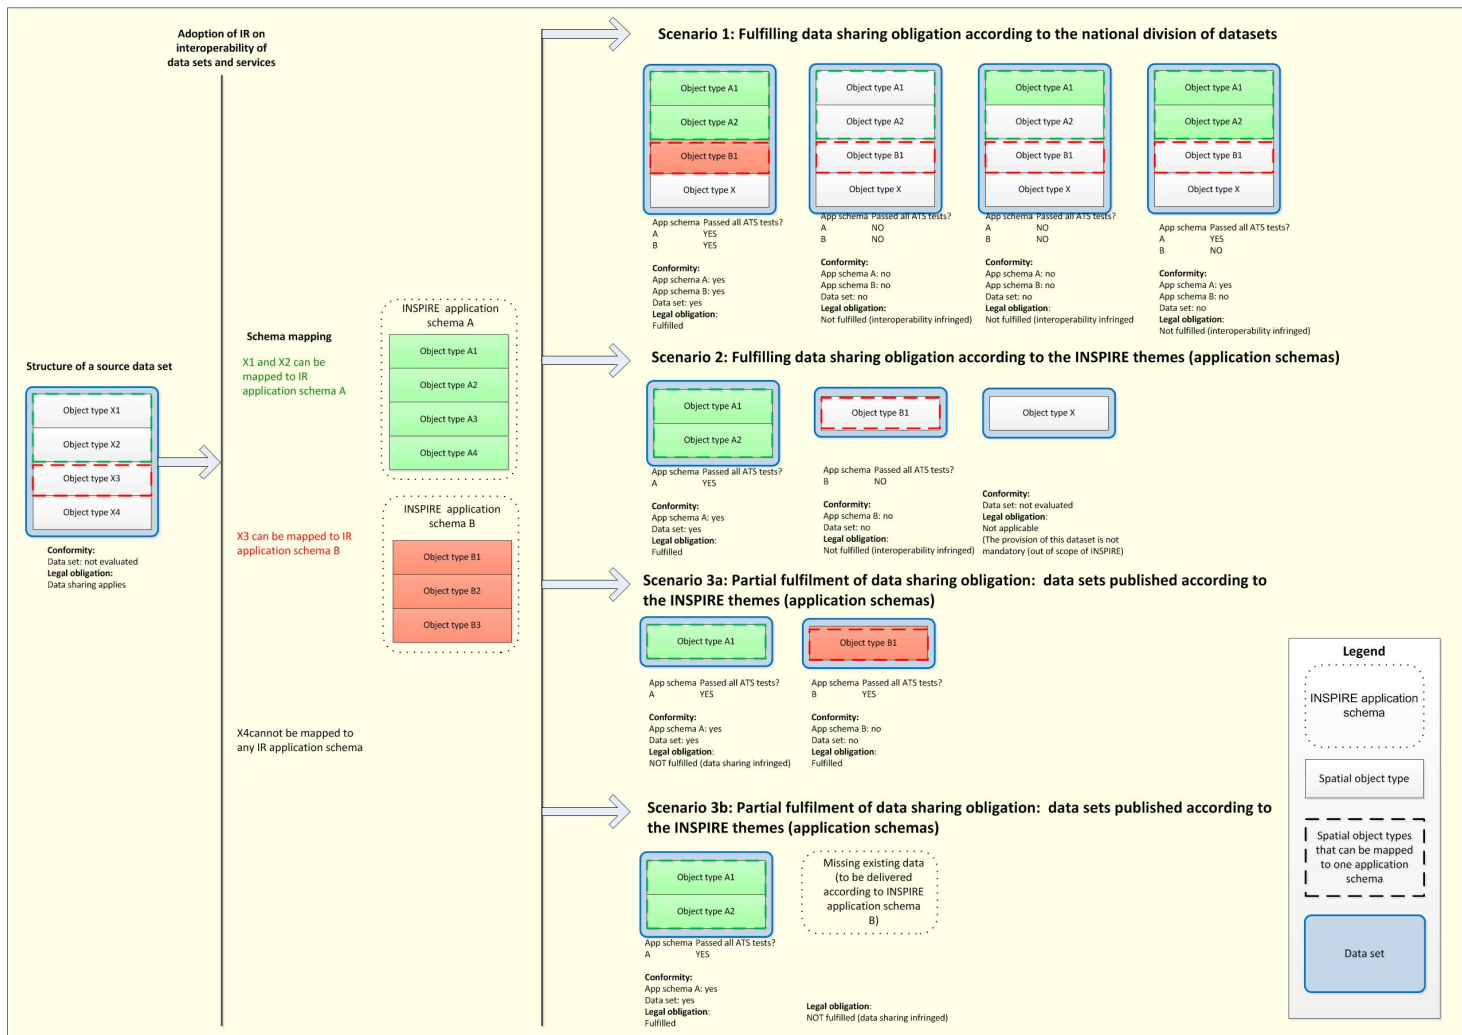 Adoption of IR on
interoperability of
data sets and services
Structure of a source data set
Object type X1
Object type X2
Object type X3
Object type X4
Conformity:
Data set: not evaluated
Legal obligation:
Data sharing applies
Schema mapping
X1 and X2 can be
mapped to IR
application schema A
X3 can be mapped to IR
application schema B
X4cannot be mapped to
any IR application schema
INSPIRE application
schema A
Object type A1
Object type A2
Object type A3
Object type A4
INSPIRE application
schema B
Object type B1
Object type B2
Object type B3
Scenario 1: Fulfilling data sharing obligation according to the national division of datasets
Object type A1
Object type A2
Object type B1
Object type X
App schema Passed all ATS tests?
A YES
B YES
Conformity:
App schema A: yes
App schema B: yes
Data set: yes
Legal obligation:
Fulfilled
Object type A1
Object type A2
Object type B1
Object type X
App schema Passed all ATS tests?
A NO
B NO
Conformity:
App schema A: no
App schema B: no
Data set: no
Legal obligation:
Not fulfilled (interoperability infringed)
Object type A1
Object type A2
Object type B1
Object type X
App schema Passed all ATS tests?
A NO
B NO
Conformity:
App schema A: no
App schema B: no
Data set: no
Legal obligation:
Not fulfilled (interoperability infringed
Object type A1
Object type A2
Object type B1
Object type X
App schema Passed all ATS tests?
A YES
B NO
Conformity:
App schema A: yes
App schema B: no
Data set: no
Legal obligation:
Not fulfilled (interoperability infringed)
Scenario 2: Fulfilling data sharing obligation according to the INSPIRE themes (application schemas)
Object type A1
Object type A2
App schema Passed all ATS tests?
A YES
Conformity:
App schema A: yes
Data set: yes
Legal obligation:
Fulfilled
Object type B1
App schema Passed all ATS tests?
B NO
Conformity:
App schema B: no
Data set: no
Legal obligation:
Not fulfilled (interoperability infringed)
Object type X
Conformity:
Data set: not evaluated
Legal obligation:
Not applicable
(The provision of this dataset is not
mandatory (out of scope of INSPIRE)
Scenario 3a: Partial fulfilment of data sharing obligation: data sets published according to
the INSPIRE themes (application schemas)
Object type A1
App schema Passed all ATS tests?
A YES
Conformity:
App schema A: yes
Data set: yes
Legal obligation:
NOT fulfilled (data sharing infringed)
Object type B1
App schema Passed all ATS tests?
B YES
Conformity:
App schema B: no
Data set: no
Legal obligation:
Fulfilled
Scenario 3b: Partial fulfilment of data sharing obligation: data sets published according to
the INSPIRE themes (application schemas)
Object type A1
Object type A2
App schema Passed all ATS tests?
A YES
Conformity:
App schema A: yes
Data set: yes
Legal obligation:
Fulfilled
Missing existing data
(to be delivered
according to INSPIRE
application schema
B)
Legal obligation:
NOT fulfilled (data sharing infringed)
Legend
INSPIRE application
schema
Spatial object type
Spatial object types
that can be mapped
to one application
schema
Data set